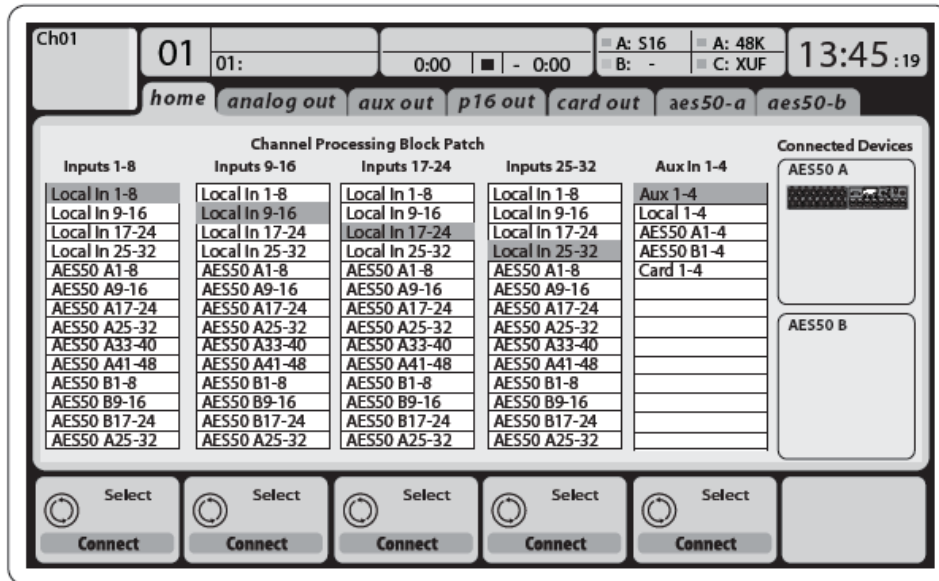 Ch01
01
01:
0:00 - 0:00
A: S16 A: 48K
B: - C: XUF
13:45 :19
home analog out aux out p16 out card out aes50-a aes50-b
Channel Processing Block Patch
Connected Devices
Inputs 1-8 Inputs 9-16 Inputs 17-24 Inputs 25-32 Aux In 1-4
AES50 A
Local In 1-8 Local In 1-8 Local In 1-8 Local In 1-8 Aux 1-4
Local In 9-16 Local In 9-16 Local In 9-16 Local In 9-16 Local 1-4
Local In 17-24 Local In 17-24 Local In 17-24 Local In 17-24 AES50 A1-4
Local In 25-32 Local In 25-32 Local In 25-32 Local In 25-32 AES50 B1-4
AES50 A1-8 AES50 A1-8 AES50 A1-8 AES50 A1-8 Card 1-4
AES50 A9-16 AES50 A9-16 AES50 A9-16 AES50 A9-16
AES50 A17-24 AES50 A17-24 AES50 A17-24 AES50 A17-24
AES50 A25-32 AES50 A25-32 AES50 A25-32 AES50 A25-32
AES50 B
AES50 A33-40 AES50 A33-40 AES50 A33-40 AES50 A33-40
AES50 A41-48 AES50 A41-48 AES50 A41-48 AES50 A41-48
AES50 B1-8 AES50 B1-8 AES50 B1-8 AES50 B1-8
AES50 B9-16 AES50 B9-16 AES50 B9-16 AES50 B9-16
AES50 B17-24 AES50 B17-24 AES50 B17-24 AES50 B17-24
AES50 A25-32 AES50 A25-32 AES50 A25-32 AES50 A25-32
Select Select Select Select Select
Connect Connect Connect Connect Connect